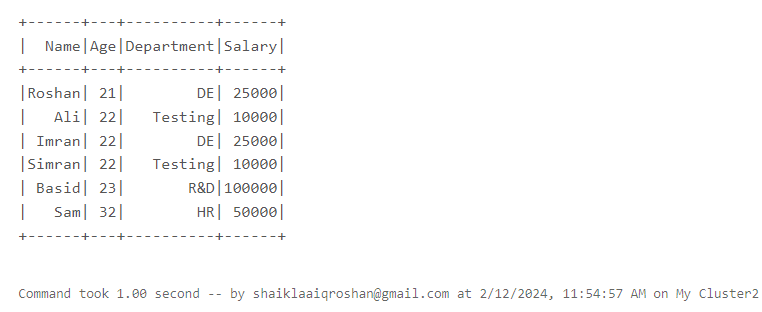 +------+---+----------+------+
|  Name|Age|Department|Salary|
+------+---+----------+------+
|Roshan| 21|        DE| 25000|
|   Ali| 22|   Testing| 10000|
| Imran| 22|        DE| 25000|
|Simran| 22|   Testing| 10000|
| Basid| 23|       R&D|100000|
|   Sam| 32|        HR| 50000|
+------+---+----------+------+
Command took 1.00 second -- by shaiklaaiqroshan@gmail.com at 2/12/2024, 11:54:57 AM on My Cluster2